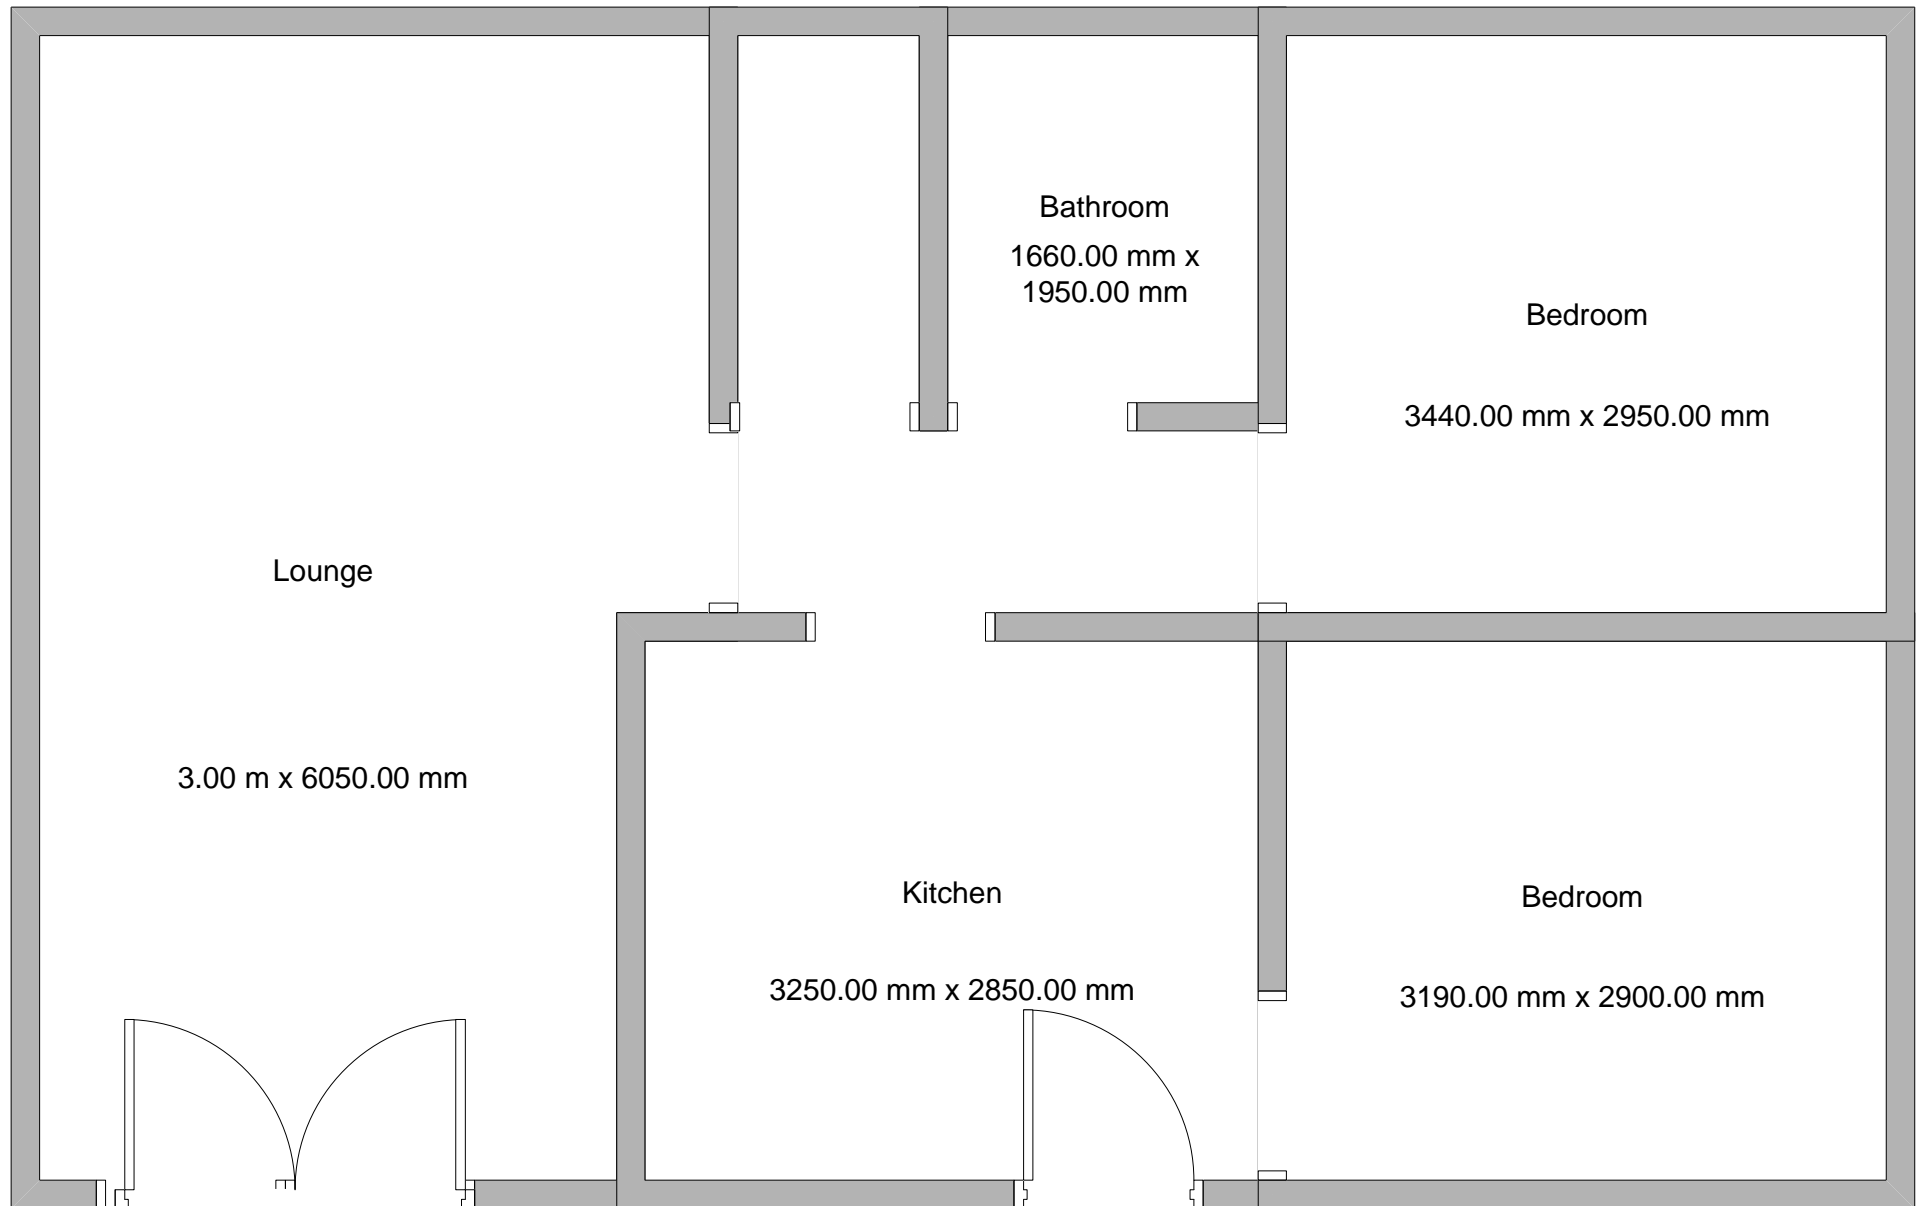 Bathroom
1660.00 mm x
1950.00 mm
Bedroom
3440.00 mm x 2950.00 mm
Lounge
3.00 m x 6050.00 mm
Kitchen
3250.00 mm x 2850.00 mm
Bedroom
3190.00 mm x 2900.00 mm